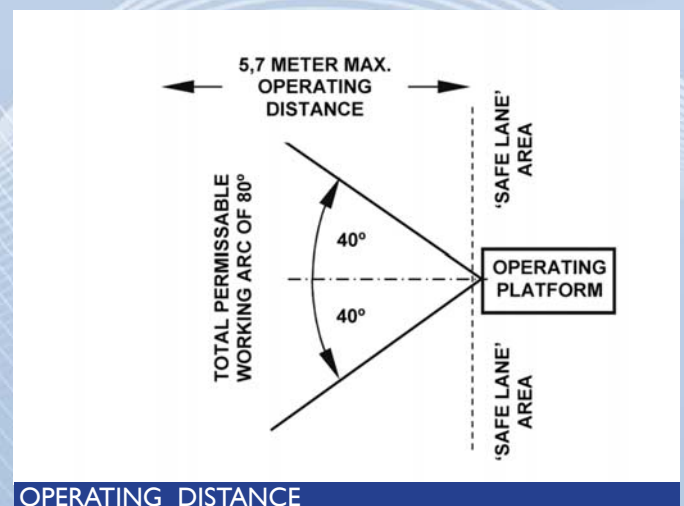 5,7 METER MAX.
OPERATING
DISTANCE
'SAFE LANE'
AREA
TOTAL PERMISSABLE
WORKING ARC OF 80º
40º
40º
OPERATING
PLATFORM
'SAFE LANE'
AREA
OPERATING DISTANCE